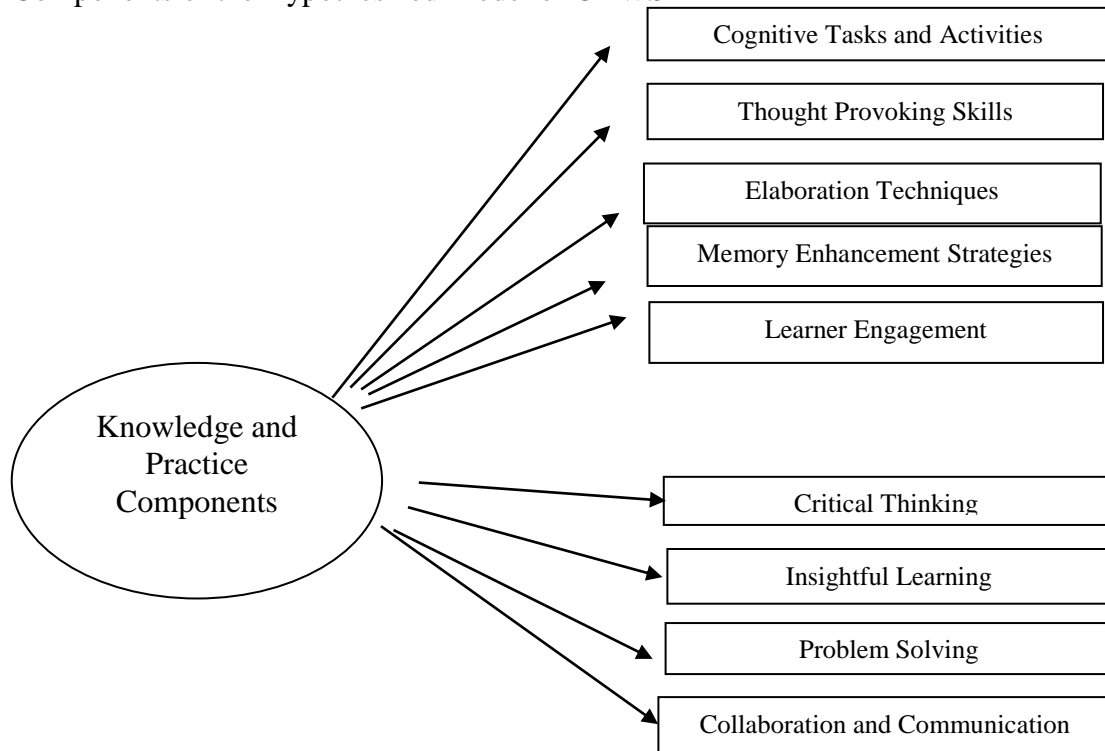 Cognitive Tasks and Activities
Thought Provoking Skills
Elaboration Techniques
Memory Enhancement Strategies
Learner Engagement
Knowledge and
Practice
Components
Critical Thinking
Insightful Learning
Problem Solving
Collaboration and Communication